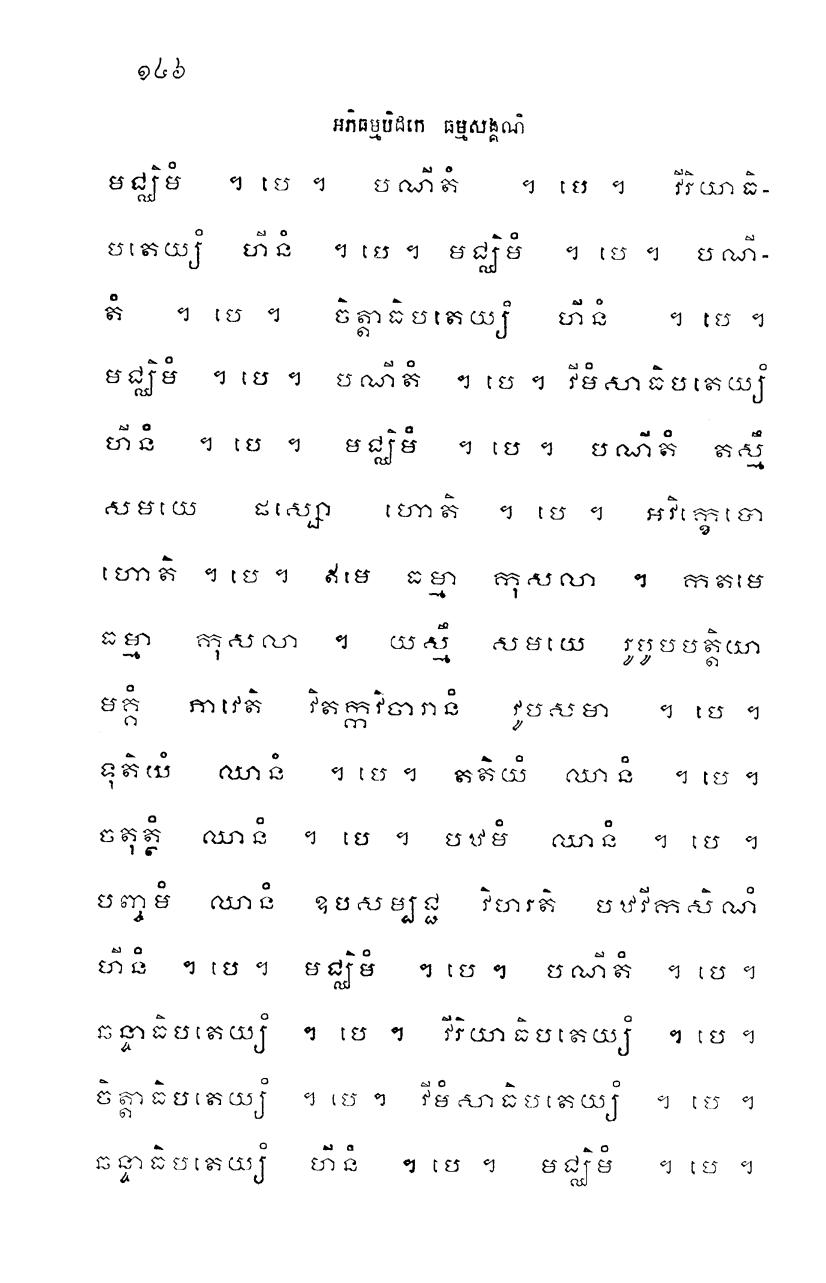 ១៤៦
អភិធម្មបិដកេ ធម្មសង្គណិ
មជ្ឈិមំ ។ បេ ។ បណីតំ ។ បេ ។ វីរិយាធិ-
បតេយ្យំ ហីនំ ។ បេ ។ មជ្ឈិមំ ។ បេ ។ បណី-
តំ ។ បេ ។ ចិត្តាធិបតេយ្យំ ហីនំ ។ បេ ។
មជ្ឈិមំ ។ បេ ។ បណីតំ ។ បេ ។ វីមំសាធិបតេយ្យំ
ហីនំ ។ បេ ។ មជ្ឈិមំ ។ បេ ។ បណីតំ តស្មឹ
សមយេ ផស្សោ ហោតិ ។ បេ ។ អវិក្ខេបោ
ហោតិ ។ បេ ។ ឥមេ ធម្មា កុសលា ។ កតមេ
ធម្មា កុសលា ។ យស្មឹ សមយេ រូបូបបត្តិយា
មគ្គំ ភាវេតិ វិតក្កវិចារានំ វូបសមា ។ បេ ។
ទុតិយំ ឈានំ ។ បេ ។ តតិយំ ឈានំ ។ បេ ។
ចតុត្ថំ ឈានំ ។ បេ ។ បឋមំ ឈានំ ។ បេ ។
បញ្ចមំ ឈានំ ឧបសម្បជ្ជ វិហរតិ បឋវីកសិណំ
ហីនំ ។ បេ ។ មជ្ឈិមំ ។ បេ ។ បណីតំ ។ បេ ។
ឆន្ទាធិបតេយ្យំ ។ បេ ។ វីរិយាធិបតេយ្យំ ។ បេ ។
ចិត្តាធិបតេយ្យំ ។ បេ ។ វីមំសាធិបតេយ្យំ ។ បេ ។
ឆន្ទាធិបតេយ្យំ ហីនំ ។ បេ ។ មជ្ឈិមំ ។ បេ ។